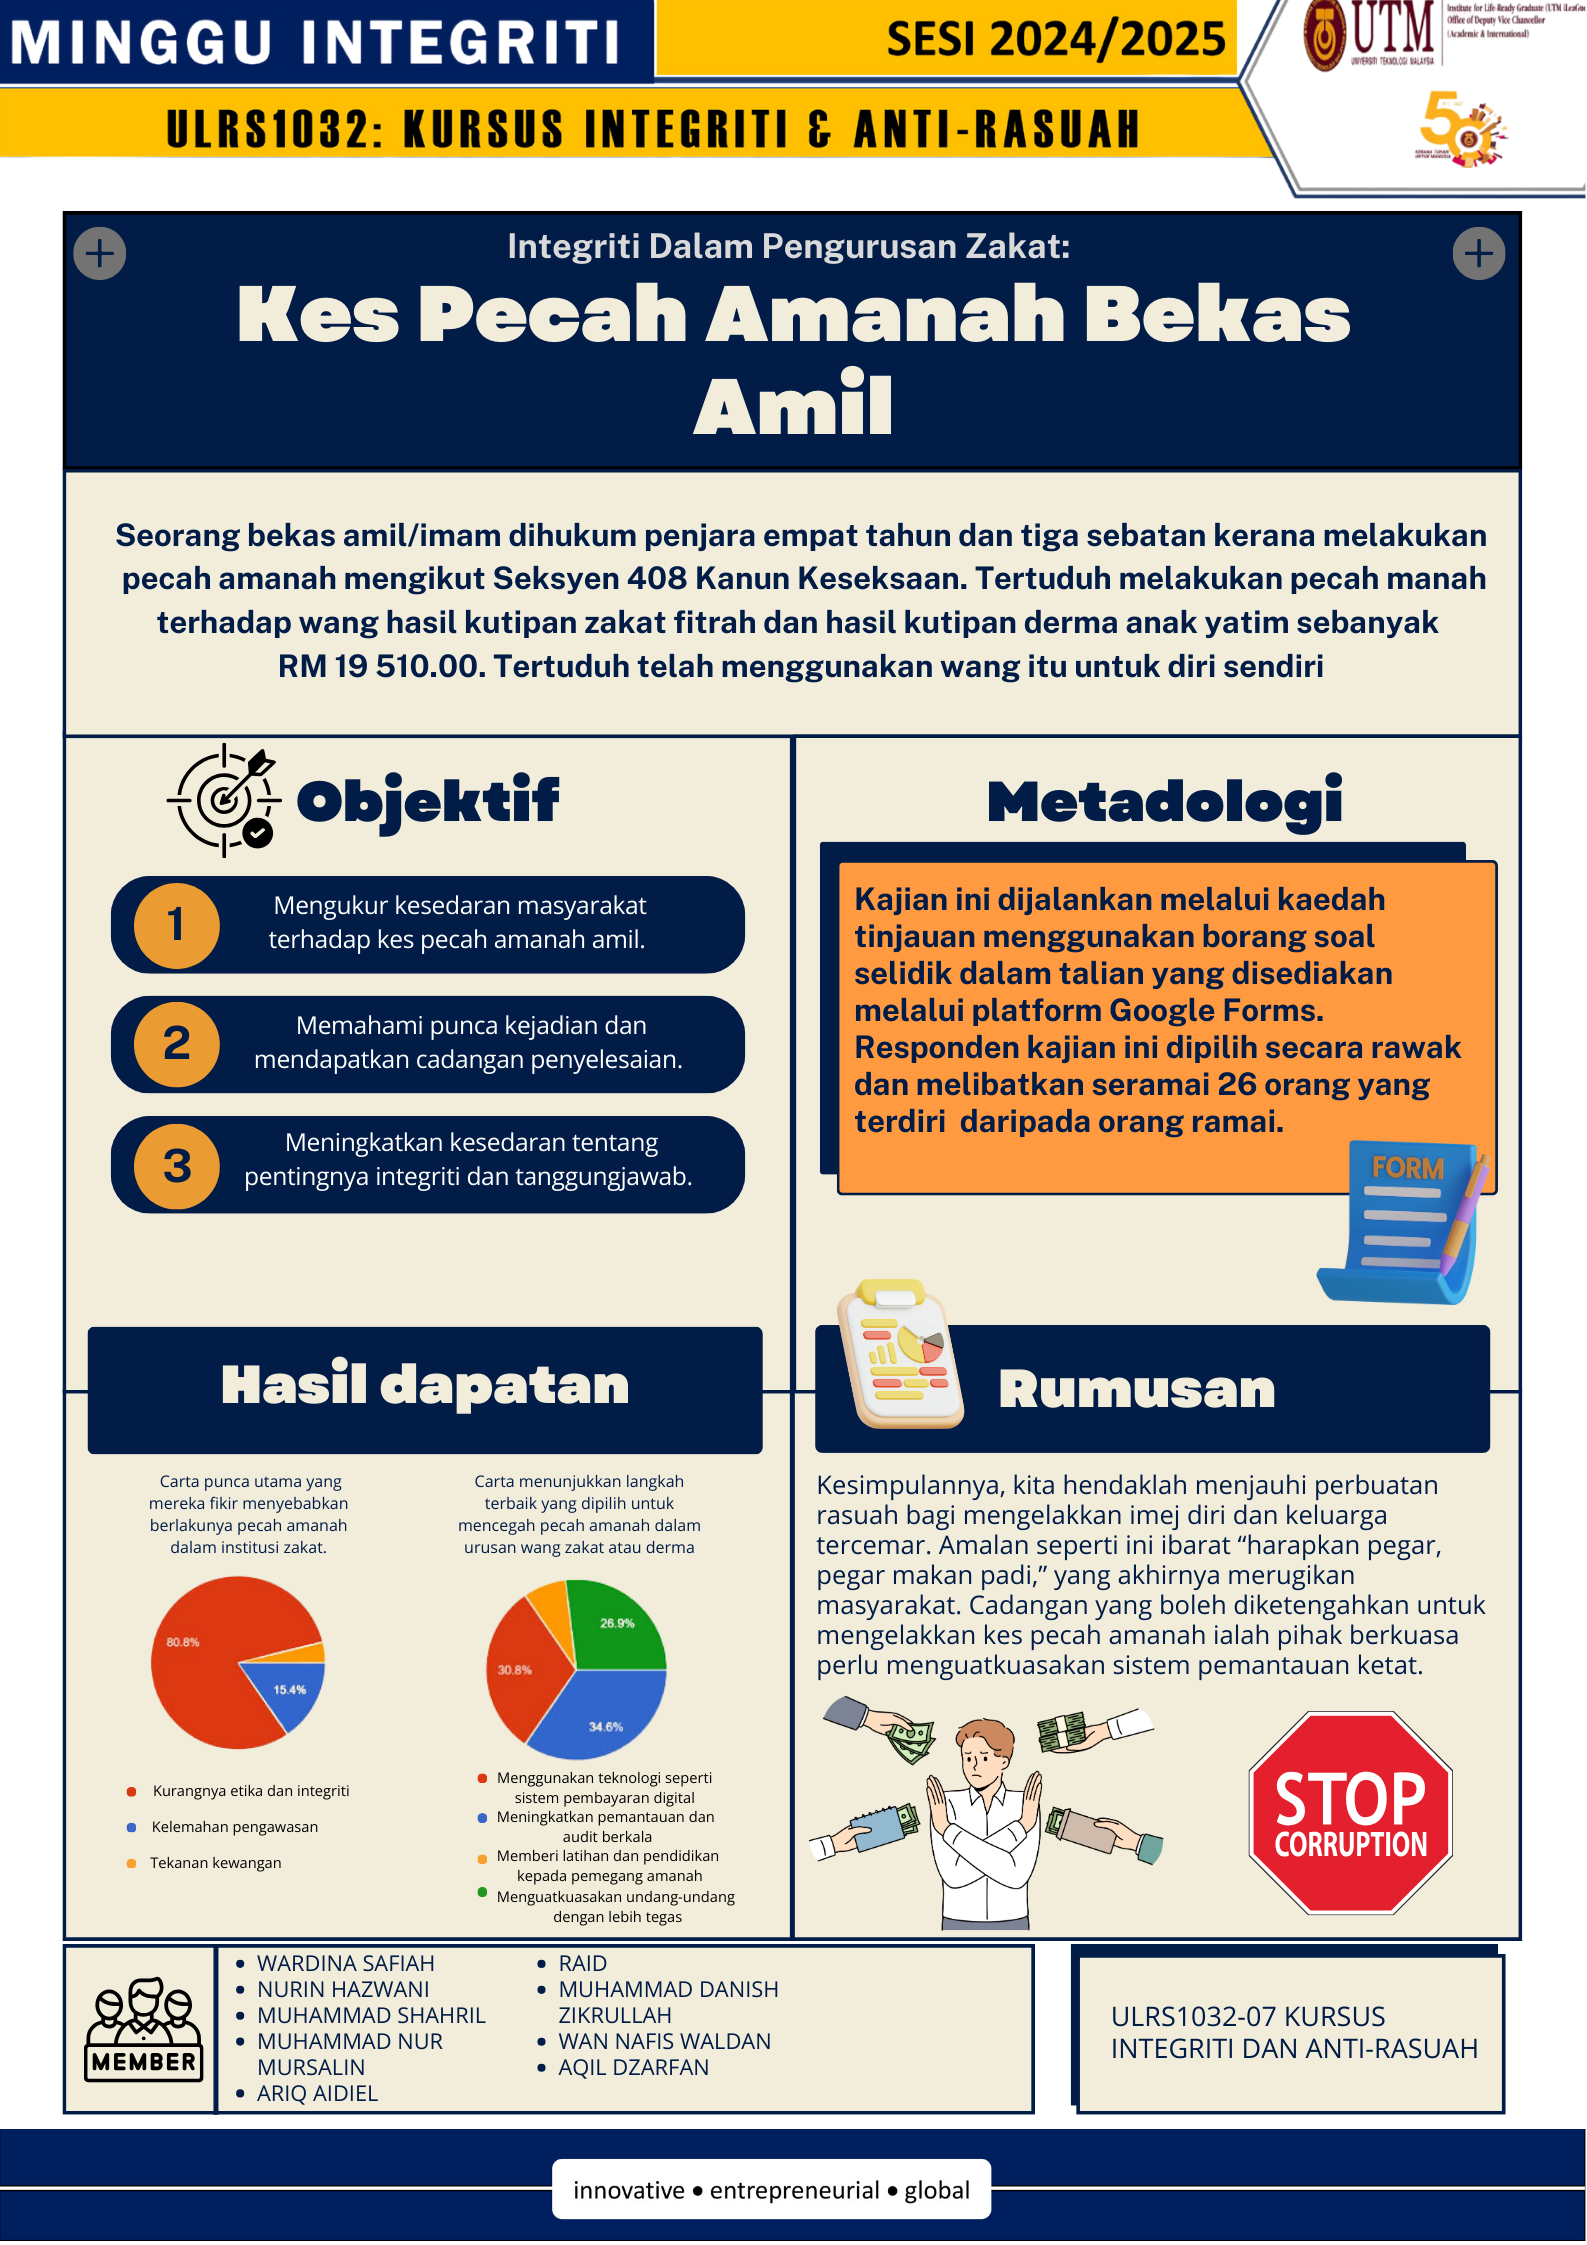 MINGGU INTEGRITI
SESI 2024/2025
UTM
UNIVERSITI TEKNOLOGI MALAYSIA
Institute for Life-Ready Graduate (UTM
Office of Deputy Vice Chancellor
(Academic & International)
ULRS1032: KURSUS INTEGRITI & ANTI-RASUAH
50
Integriti Dalam Pengurusan Zakat:
Kes Pecah Amanah Bekas
Amil
Seorang bekas amil/imam dihukum penjara empat tahun dan tiga sebatan kerana melakukan
pecah amanah mengikut Seksyen 408 Kanun Keseksaan. Tertuduh melakukan pecah manah
terhadap wang hasil kutipan zakat fitrah dan hasil kutipan derma anak yatim sebanyak
RM 19 510.00. Tertuduh telah menggunakan wang itu untuk diri sendiri
Objektif
1
Mengukur kesedaran masyarakat
terhadap kes pecah amanah amil.
2
Memahami punca kejadian dan
mendapatkan cadangan penyelesaian.
3
Meningkatkan kesedaran tentang
pentingnya integriti dan tanggungjawab.
Metadologi
Kajian ini dijalankan melalui kaedah
tinjauan menggunakan borang soal
selidik dalam talian yang disediakan
melalui platform Google Forms.
Responden kajian ini dipilih secara rawak
dan melibatkan seramai 26 orang yang
terdiri daripada orang ramai.
FORM
Hasil dapatan
Carta punca utama yang
mereka fikir menyebabkan
berlakunya pecah amanah
dalam institusi zakat.
80.8%
15.4%
Kurangnya etika dan integriti
Kelemahan pengawasan
Tekanan kewangan
Carta menunjukkan langkah
terbaik yang dipilih untuk
mencegah pecah amanah dalam
urusan wang zakat atau derma
26.9%
30.8%
34.6%
Menggunakan teknologi seperti
sistem pembayaran digital
Meningkatkan pemantauan dan
audit berkala
Memberi latihan dan pendidikan
kepada pemegang amanah
Menguatkuasakan undang-undang
dengan lebih tegas
Rumusan
Kesimpulannya, kita hendaklah menjauhi perbuatan
rasuah bagi mengelakkan imej diri dan keluarga
tercemar. Amalan seperti ini ibarat “harapkan pegar,
pegar makan padi,” yang akhirnya merugikan
masyarakat. Cadangan yang boleh diketengahkan untuk
mengelakkan kes pecah amanah ialah pihak berkuasa
perlu menguatkuasakan sistem pemantauan ketat.
STOP
CORRUPTION
MEMBER
• WARDINA SAFIAH
• NURIN HAZWANI
• MUHAMMAD SHAHRIL
• MUHAMMAD NUR
MURSALIN
• ARIQ AIDIEL
• RAID
• MUHAMMAD DANISH
ZIKRULLAH
• WAN NAFIS WALDAN
• AQIL DZARFAN
ULRS1032-07 KURSUS
INTEGRITI DAN ANTI-RASUAH
innovative ● entrepreneurial ● global